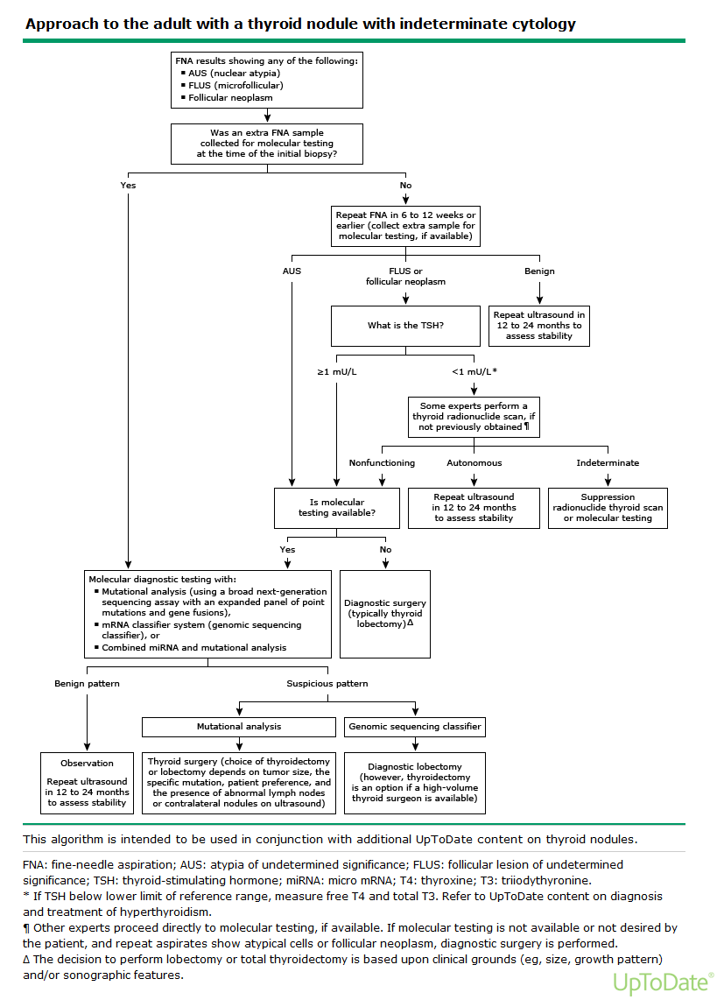 Approach to the adult with a thyroid nodule with indeterminate cytology
FNA results showing any of the following:
▪ AUS (nuclear atypia)
▪ FLUS (microfollicular)
▪ Follicular neoplasm
Was an extra FNA sample
collected for molecular testing
at the time of the initial biopsy?
Yes
No
Repeat FNA in 6 to 12 weeks or
earlier (collect extra sample for
molecular testing, if available)
AUS
FLUS or
follicular neoplasm
Benign
What is the TSH?
Repeat ultrasound in
12 to 24 months to
assess stability
≥1 mU/L
<1 mU/L*
Some experts perform a
thyroid radionuclide scan, if
not previously obtained¶
Nonfunctioning
Autonomous
Indeterminate
Is molecular
testing available?
Repeat ultrasound
in 12 to 24 months
to assess stability
Suppression
radionuclide thyroid scan
or molecular testing
Yes
No
Molecular diagnostic testing with:
▪ Mutational analysis (using a broad next-generation
sequencing assay with an expanded panel of point
mutations and gene fusions),
▪ mRNA classifier system (genomic sequencing
classifier), or
▪ Combined miRNA and mutational analysis
Diagnostic surgery
(typically thyroid
lobectomy)Δ
Benign pattern
Suspicious pattern
Mutational analysis
Genomic sequencing classifier
Observation
Repeat ultrasound
in 12 to 24 months
to assess stability
Thyroid surgery (choice of thyroidectomy
or lobectomy depends on tumor size, the
specific mutation, patient preference, and
the presence of abnormal lymph nodes
or contralateral nodules on ultrasound)
Diagnostic lobectomy
(however, thyroidectomy
is an option if a high-volume
thyroid surgeon is available)
This algorithm is intended to be used in conjunction with additional UpToDate content on thyroid nodules.
FNA: fine-needle aspiration; AUS: atypia of undetermined significance; FLUS: follicular lesion of undetermined
significance; TSH: thyroid-stimulating hormone; miRNA: micro mRNA; T4: thyroxine; T3: triiodythyronine.
* If TSH below lower limit of reference range, measure free T4 and total T3. Refer to UpToDate content on diagnosis
and treatment of hyperthyroidism.
¶ Other experts proceed directly to molecular testing, if available. If molecular testing is not available or not desired by
the patient, and repeat aspirates show atypical cells or follicular neoplasm, diagnostic surgery is performed.
Δ The decision to perform lobectomy or total thyroidectomy is based upon clinical grounds (eg, size, growth pattern)
and/or sonographic features.
UpToDate®